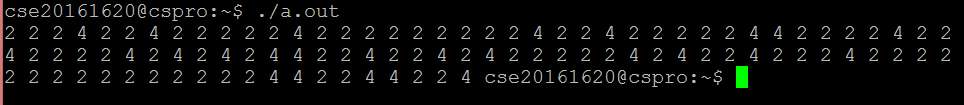 cse20161620@cspro:~$ ./a.out
2 2 2 4 2 2 4 2 2 2 2 2 4 2 2 2 2 2 2 2 2 2 4 2 2 4 2 2 2 2 2 4 4 2 2 2 2 4 2 2
4 2 2 2 2 4 2 4 2 4 2 4 4 2 4 2 2 4 2 4 2 2 2 2 2 2 4 2 4 2 2 4 2 2 2 4 2 2 2 2
2 2 2 2 2 2 2 2 2 2 2 4 4 2 2 4 4 2 2 4 cse20161620@cspro:~$